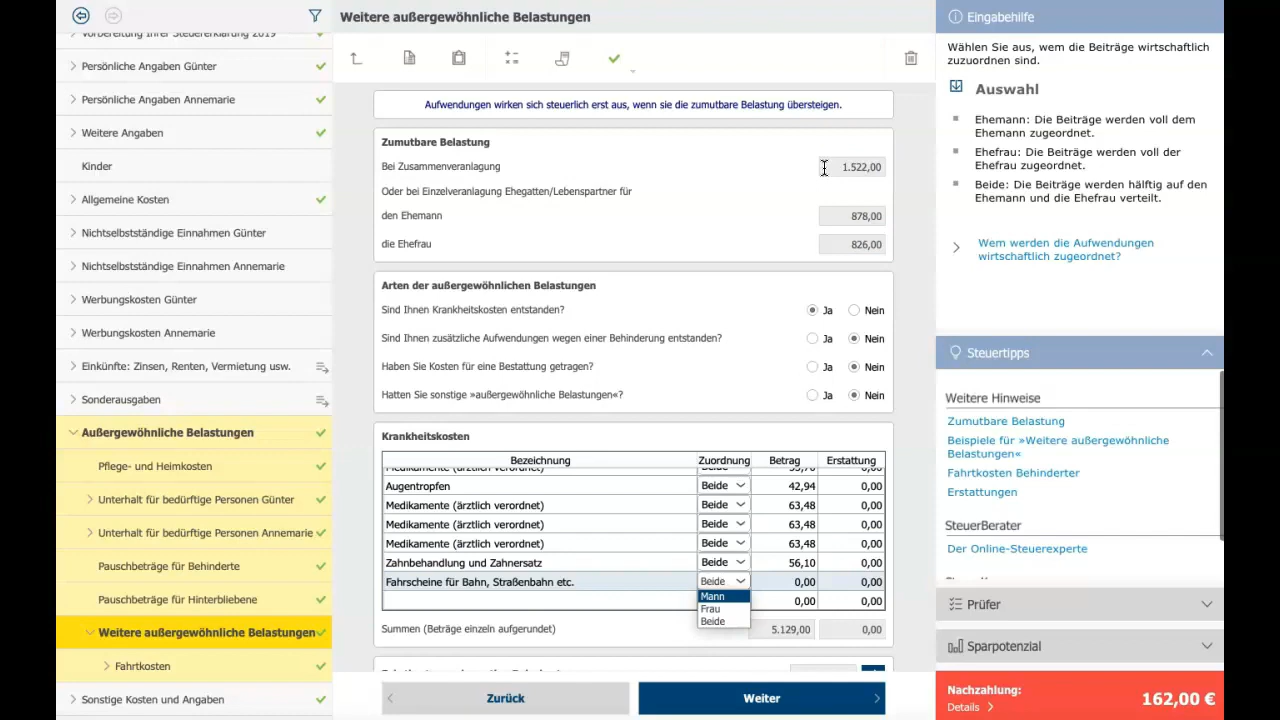 Weitere außergewöhnliche Belastungen
Vorbereitung Ihrer Steuererklärung 2019
Persönliche Angaben Günter
Persönliche Angaben Annemarie
Weitere Angaben
Kinder
Allgemeine Kosten
Nichtselbstständige Einnahmen Günter
Nichtselbstständige Einnahmen Annemarie
Werbungskosten Günter
Werbungskosten Annemarie
Einkünfte: Zinsen, Renten, Vermietung usw.
Sonderausgaben
Außergewöhnliche Belastungen
Pflege- und Heimkosten
Unterhalt für bedürftige Personen Günter
Unterhalt für bedürftige Personen Annemarie
Pauschbeträge für Behinderte
Pauschbeträge für Hinterbliebene
Weitere außergewöhnliche Belastungen
Fahrtkosten
Sonstige Kosten und Angaben
Aufwendungen wirken sich steuerlich erst aus, wenn sie die zumutbare Belastung übersteigen.
Zumutbare Belastung
Bei Zusammenveranlagung 1.522,00
Oder bei Einzelveranlagung Ehegatten/Lebenspartner für
den Ehemann 878,00
die Ehefrau 826,00
Arten der außergewöhnlichen Belastungen
Sind Ihnen Krankheitskosten entstanden? Ja Nein
Sind Ihnen zusätzliche Aufwendungen wegen einer Behinderung entstanden? Ja Nein
Haben Sie Kosten für eine Bestattung getragen? Ja Nein
Hatten Sie sonstige »außergewöhnliche Belastungen«? Ja Nein
Krankheitskosten
Bezeichnung Zuordnung Betrag Erstattung
Medikamente (ärztlich verordnet) Beide 0,00
Augentropfen Beide 42,94 0,00
Medikamente (ärztlich verordnet) Beide 63,48 0,00
Medikamente (ärztlich verordnet) Beide 63,48 0,00
Medikamente (ärztlich verordnet) Beide 63,48 0,00
Zahnbehandlung und Zahnersatz Beide 56,10 0,00
Fahrscheine für Bahn, Straßenbahn etc. Beide 0,00 0,00
Mann
0,00 0,00
Frau
Beide
Summen (Beträge einzeln aufgerundet) 5.129,00 0,00
Zurück
Weiter
Eingabehilfe
Wählen Sie aus, wem die Beiträge wirtschaftlich
zuzuordnen sind.
Auswahl
Ehemann: Die Beiträge werden voll dem
Ehemann zugeordnet.
Ehefrau: Die Beiträge werden voll der
Ehefrau zugeordnet.
Beide: Die Beiträge werden hälftig auf den
Ehemann und die Ehefrau verteilt.
Wem werden die Aufwendungen
wirtschaftlich zugeordnet?
Steuertipps
Weitere Hinweise
Zumutbare Belastung
Beispiele für »Weitere außergewöhnliche
Belastungen«
Fahrtkosten Behinderter
Erstattungen
SteuerBerater
Der Online-Steuerexperte
Prüfer
Sparpotenzial
Nachzahlung:
Details
162,00 €